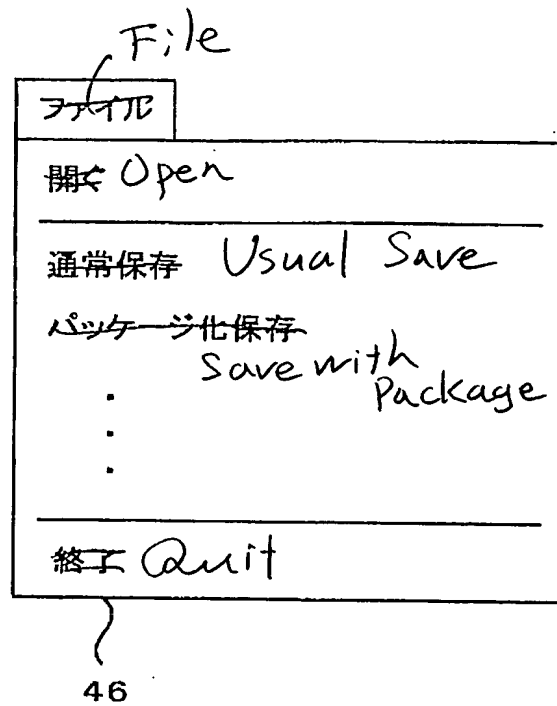 File
ファイル
開く Open
通常保存 Usual Save
パッケージ化保存
Save with
Package
終了 Quit
46